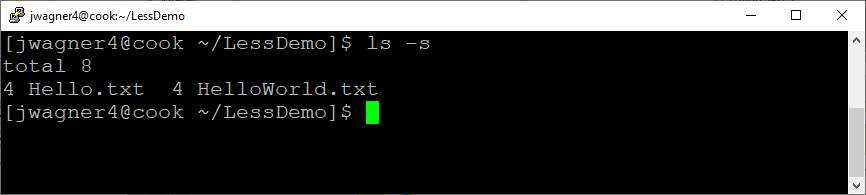 jwagner4@cook:~/LessDemo
[jwagner4@cook ~/LessDemo]$ ls -s
total 8
4 Hello.txt  4 HelloWorld.txt
[jwagner4@cook ~/LessDemo]$